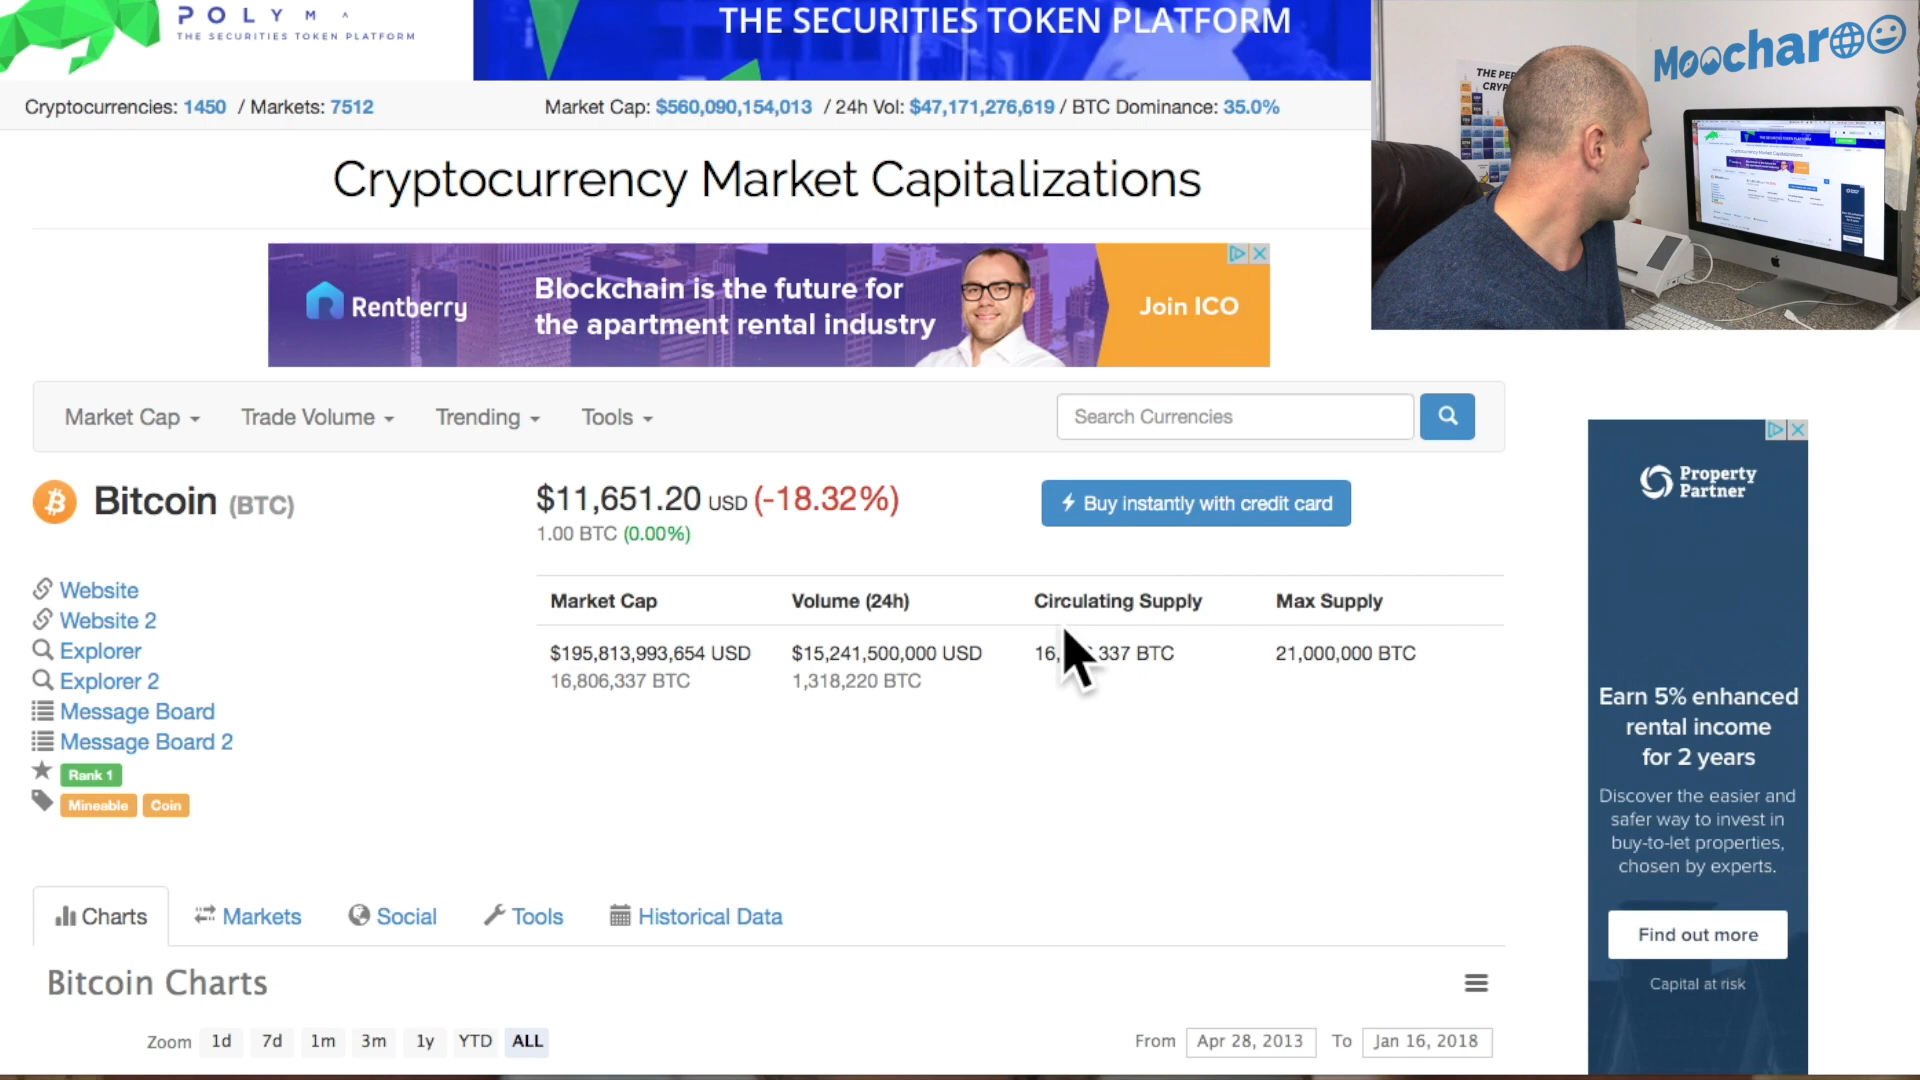 POLYM
THE SECURITIES TOKEN PLATFORM
THE SECURITIES TOKEN PLATFORM
Moocharoo
THE PER
CRYP
Cryptocurrencies: 1450 / Markets: 7512
Market Cap: $560,090,154,013 / 24h Vol: $47,171,276,619 / BTC Dominance: 35.0%
Cryptocurrency Market Capitalizations
Rentberry
Blockchain is the future for
the apartment rental industry
Join ICO
Market Cap
Trade Volume
Trending
Tools
Search Currencies
Bitcoin (BTC)
$11,651.20 USD (-18.32%)
1.00 BTC (0.00%)
Buy instantly with credit card
Website
Website 2
Explorer
Explorer 2
Message Board
Message Board 2
Rank 1
Mineable Coin
Market Cap Volume (24h) Circulating Supply Max Supply
$195,813,993,654 USD $15,241,500,000 USD 16, 337 BTC 21,000,000 BTC
16,806,337 BTC 1,318,220 BTC
Property
Partner
Earn 5% enhanced
rental income
for 2 years
Discover the easier and
safer way to invest in
buy-to-let properties,
chosen by experts.
Find out more
Capital at risk
Charts Markets Social Tools Historical Data
Bitcoin Charts
Zoom 1d 7d 1m 3m 1y YTD ALL
From Apr 28, 2013 To Jan 16, 2018